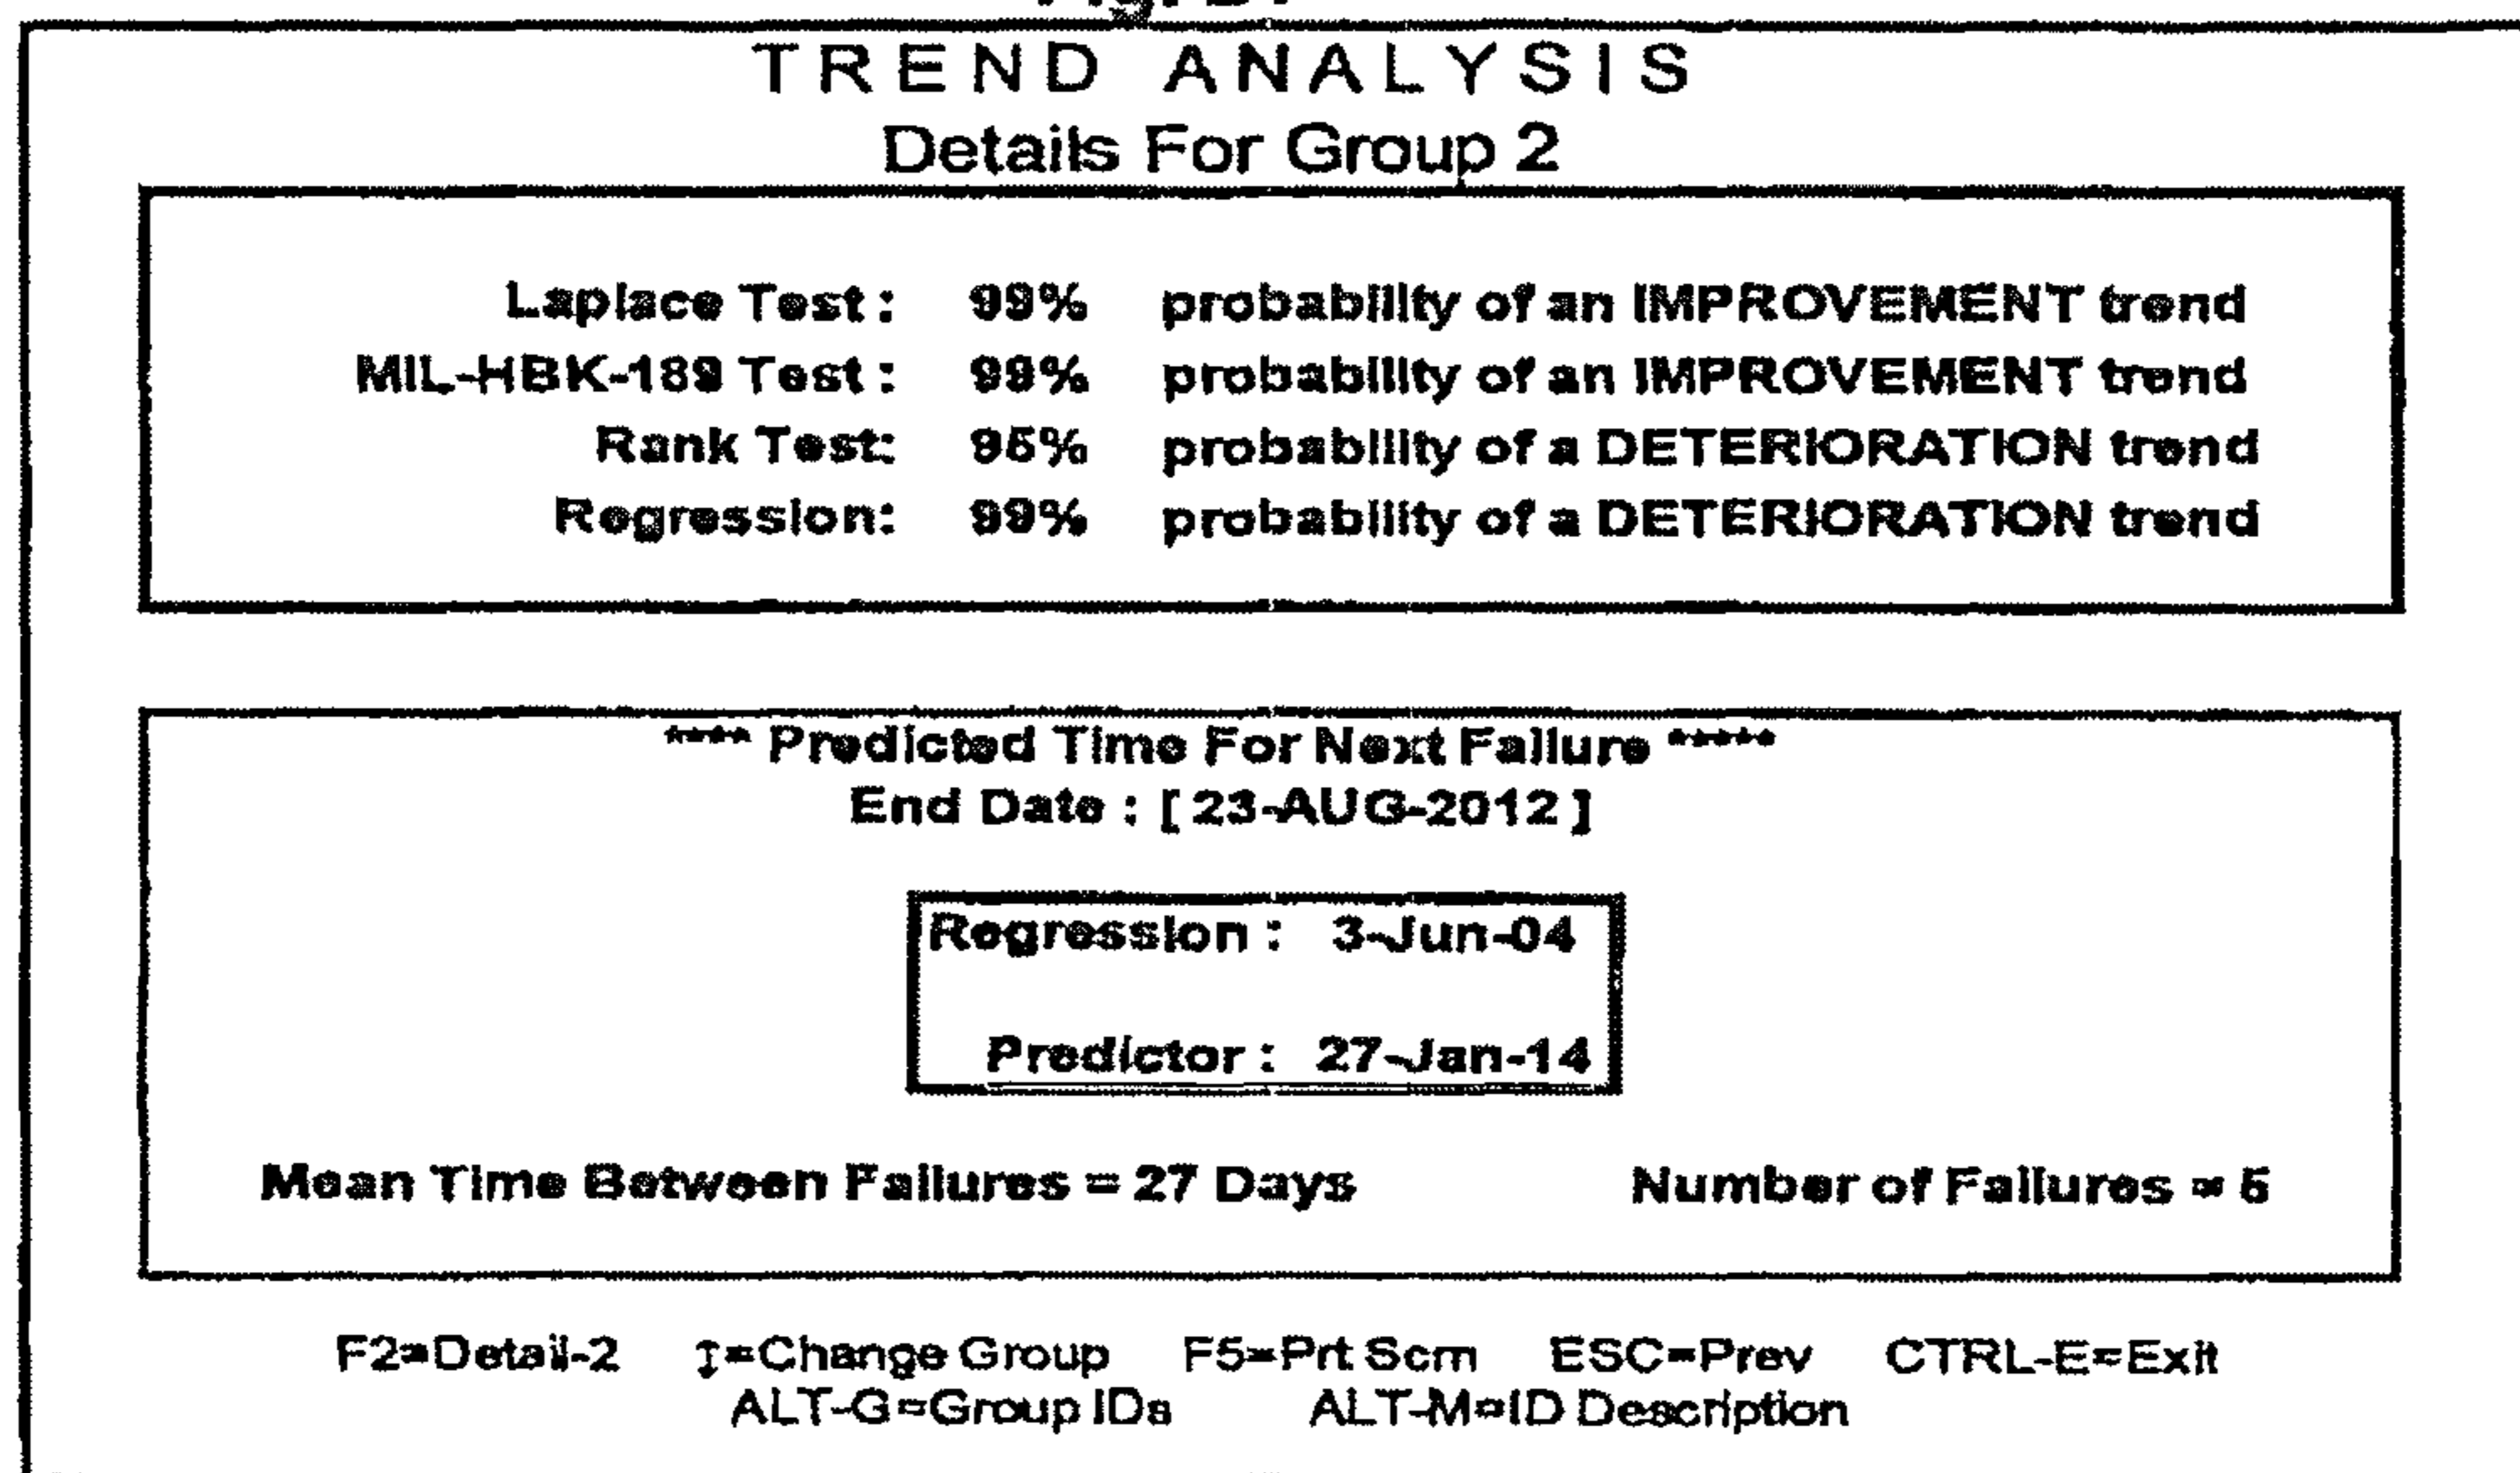 TREND ANALYSIS
Details For Group 2
Laplace Test : 99% probability of an IMPROVEMENT trend
MIL-HBK-189 Test : 99% probability of an IMPROVEMENT trend
Rank Test: 95% probability of a DETERIORATION trend
Regression: 99% probability of a DETERIORATION trend
**** Predicted Time For Next Failure *****
End Date : [ 23-AUG-2012 ]
Regression : 3-Jun-04
Predictor : 27-Jan-14
Mean Time Between Failures = 27 Days Number of Failures = 5
F2=Detail-2 ↕=Change Group F5=Prt Scrn ESC=Prev CTRL-E=Exit
ALT-G=Group IDs ALT-M=ID Description